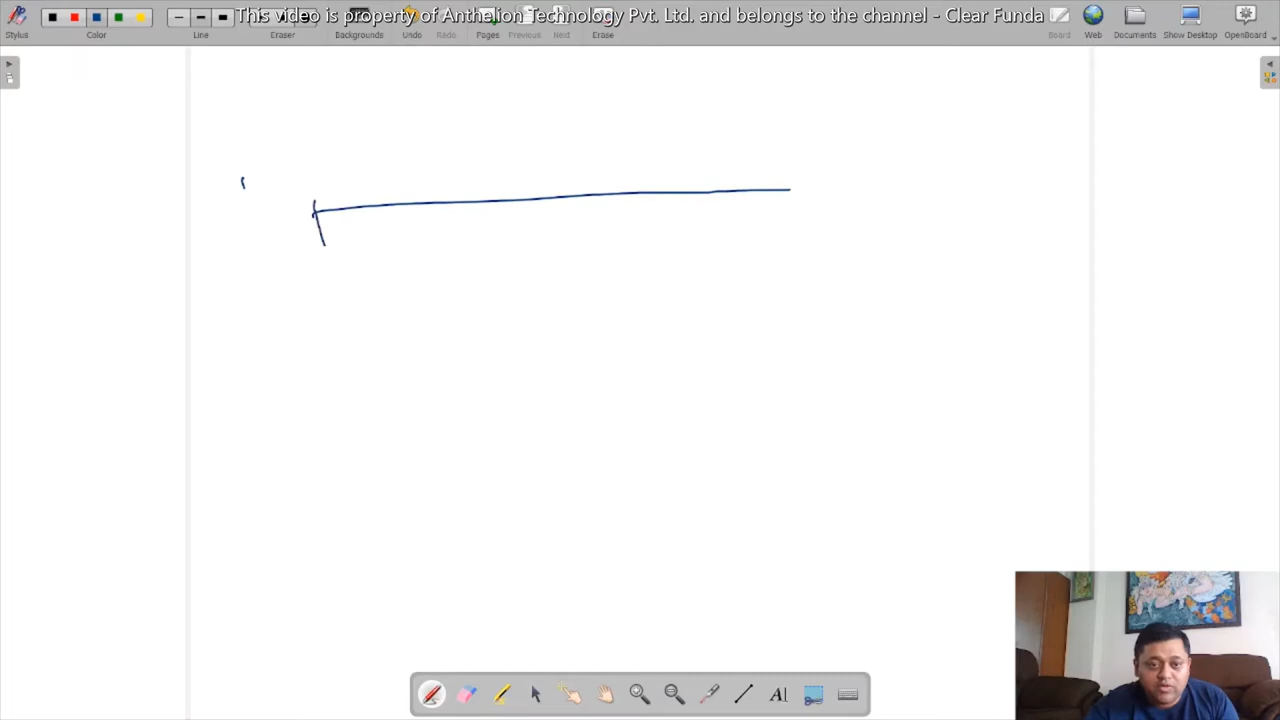 This video is property of Anthelion Technology Pvt. Ltd. and belongs to the channel - Clear Funda
Stylus Color Line Eraser Backgrounds Undo Redo Pages Previous Next Erase Board Web Documents Show Desktop OpenBoard